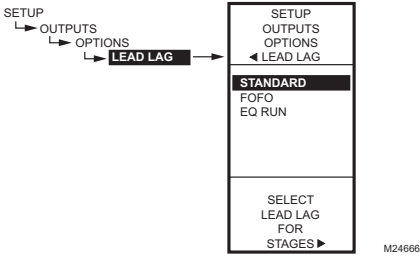 SETUP
OUTPUTS
OPTIONS
LEAD LAG
SETUP
OUTPUTS
OPTIONS
◄ LEAD LAG
STANDARD
FOFO
EQ RUN
SELECT
LEAD LAG
FOR
STAGES ►
M24666